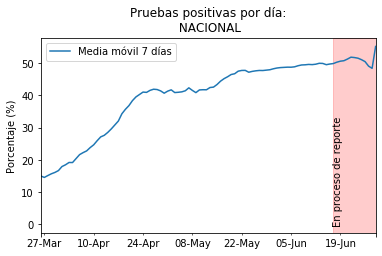 Pruebas positivas por día:
NACIONAL
Media móvil 7 días
Porcentaje (%)
50
40
30
20
10
0
En proceso de reporte
27-Mar 10-Apr 24-Apr 08-May 22-May 05-Jun 19-Jun